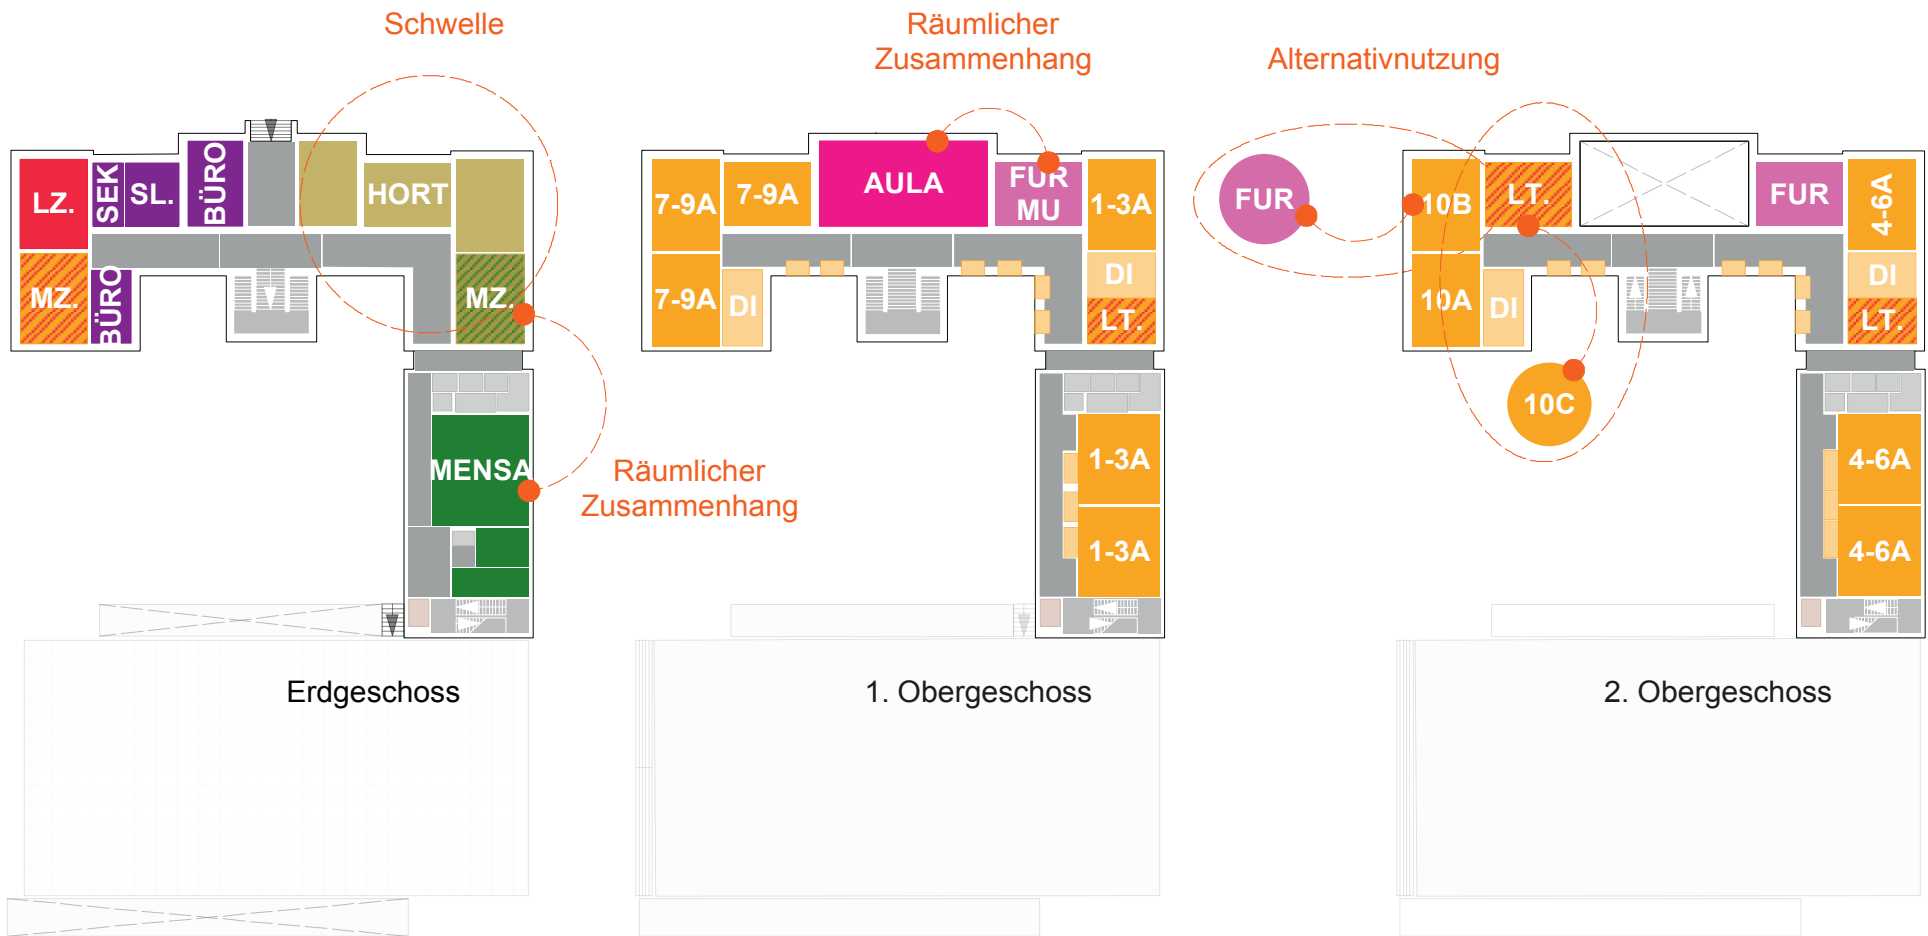 Schwelle
Räumlicher
Zusammenhang
Alternativnutzung
LZ.
SEK
SL.
BÜRO
HORT
MZ.
BÜRO
MZ.
MENSA
Räumlicher
Zusammenhang
Erdgeschoss
7-9A
7-9A
AULA
FUR
MU
1-3A
7-9A
DI
DI
LT.
1-3A
1-3A
1. Obergeschoss
FUR
10B
LT.
FUR
4-6A
10A
DI
DI
LT.
10C
4-6A
4-6A
2. Obergeschoss